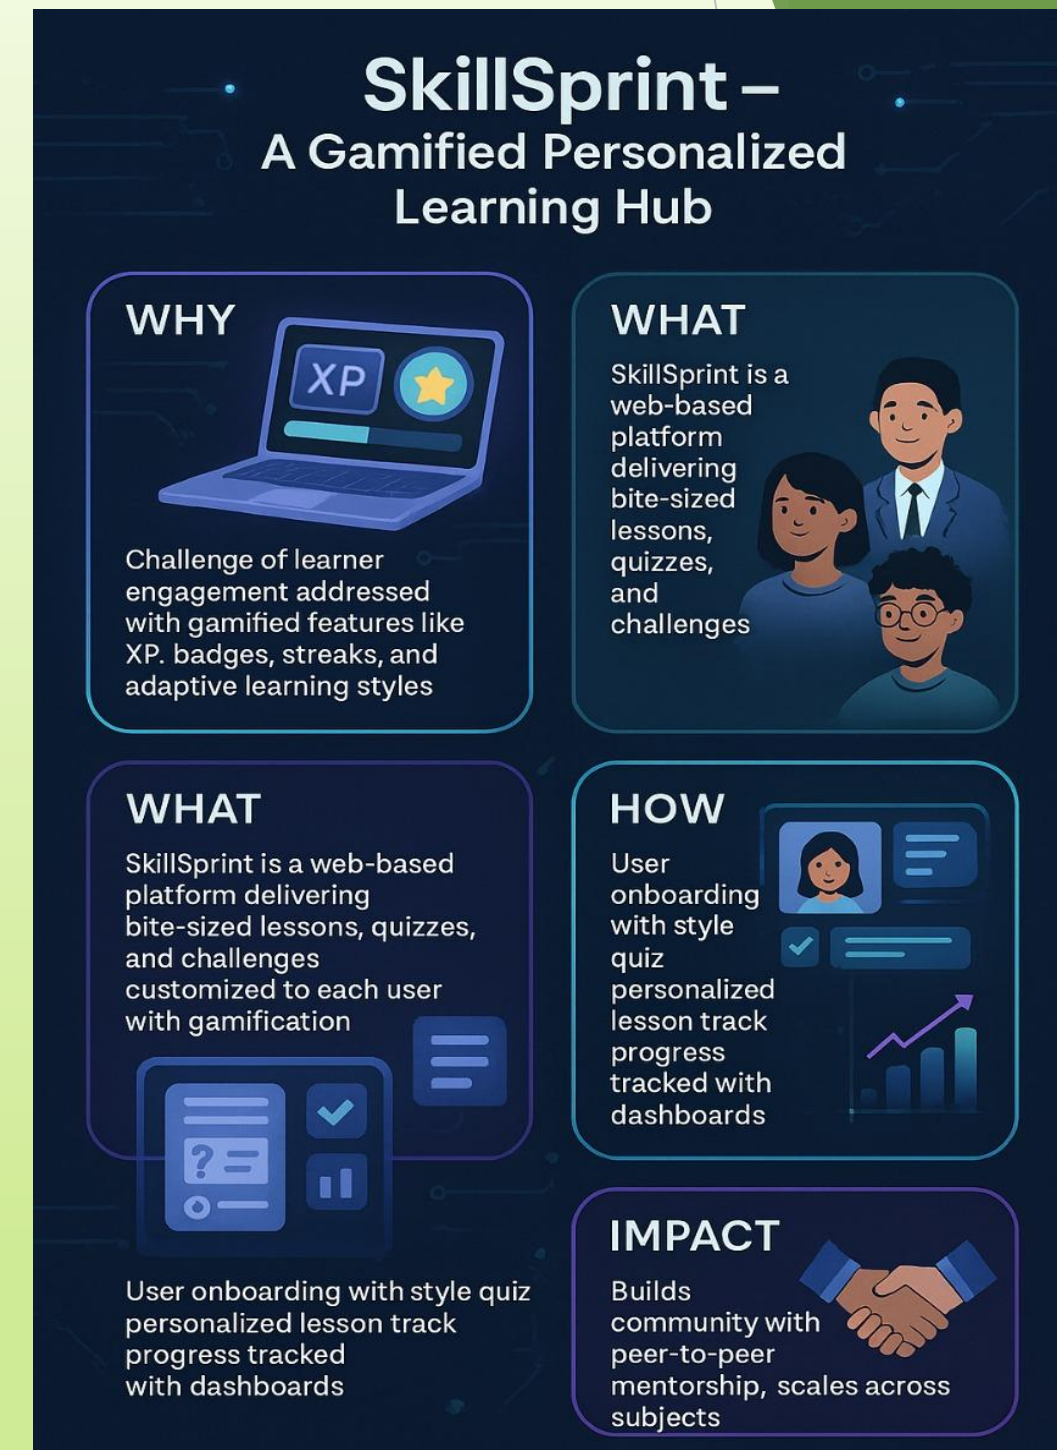 SkillSprint –
A Gamified Personalized
Learning Hub
WHY
XP
Challenge of learner
engagement addressed
with gamified features like
XP. badges, streaks, and
adaptive learning styles
WHAT
SkillSprint is a
web-based
platform
delivering
bite-sized
lessons,
quizzes,
and
challenges
WHAT
SkillSprint is a web-based
platform delivering
bite-sized lessons, quizzes,
and challenges
customized to each user
with gamification
?
User onboarding with style quiz
personalized lesson track
progress tracked
with dashboards
HOW
User
onboarding
with style
quiz
personalized
lesson track
progress
tracked with
dashboards
IMPACT
Builds
community with
peer-to-peer
mentorship, scales across
subjects